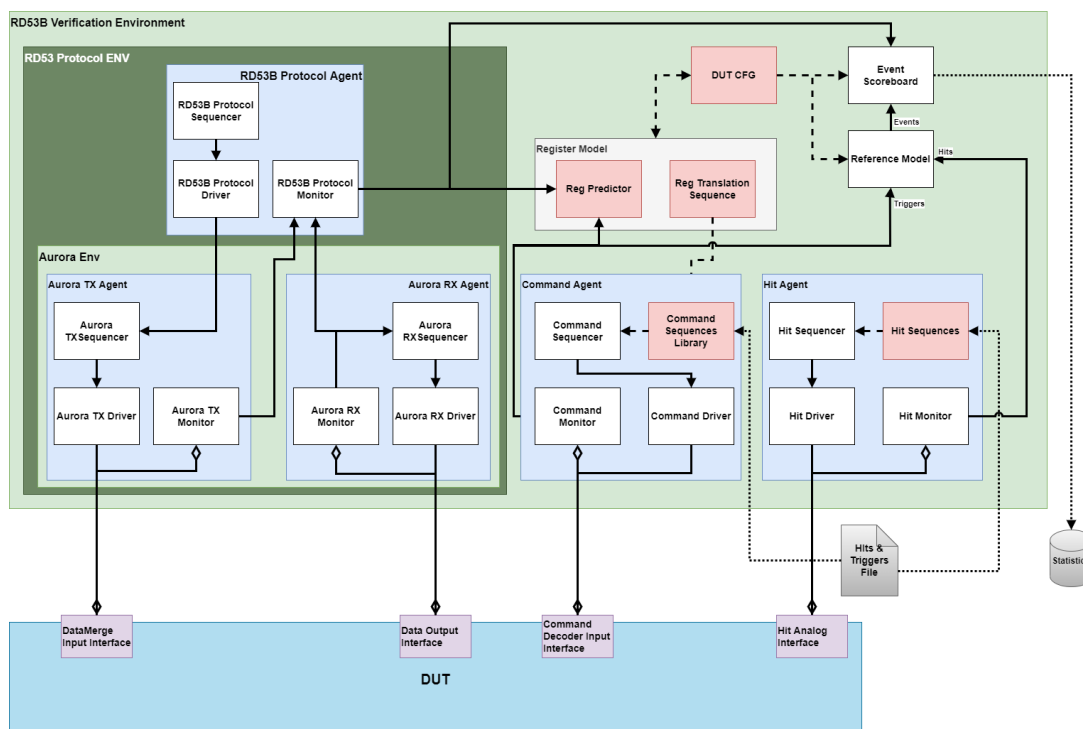 RD53B Verification Environment
RD53 Protocol ENV
RD53B Protocol Agent
RD53B Protocol
Sequencer
RD53B Protocol
Driver
RD53B Protocol
Monitor
DUT CFG
Event
Scoreboard
Events
Reference Model
Hits
Triggers
Register Model
Reg Predictor
Reg Translation
Sequence
Aurora Env
Aurora TX Agent
Aurora
TXSequencer
Aurora TX Driver
Aurora TX
Monitor
Aurora RX Agent
Aurora
RXSequencer
Aurora RX
Monitor
Aurora RX Driver
Command Agent
Command
Sequencer
Command
Sequences
Library
Command
Monitor
Command Driver
Hit Agent
Hit Sequencer
Hit Sequences
Hit Driver
Hit Monitor
Hits &
Triggers
File
Statistic
DataMerge
Input Interface
Data Output
Interface
Command
Decoder Input
Interface
Hit Analog
Interface
DUT